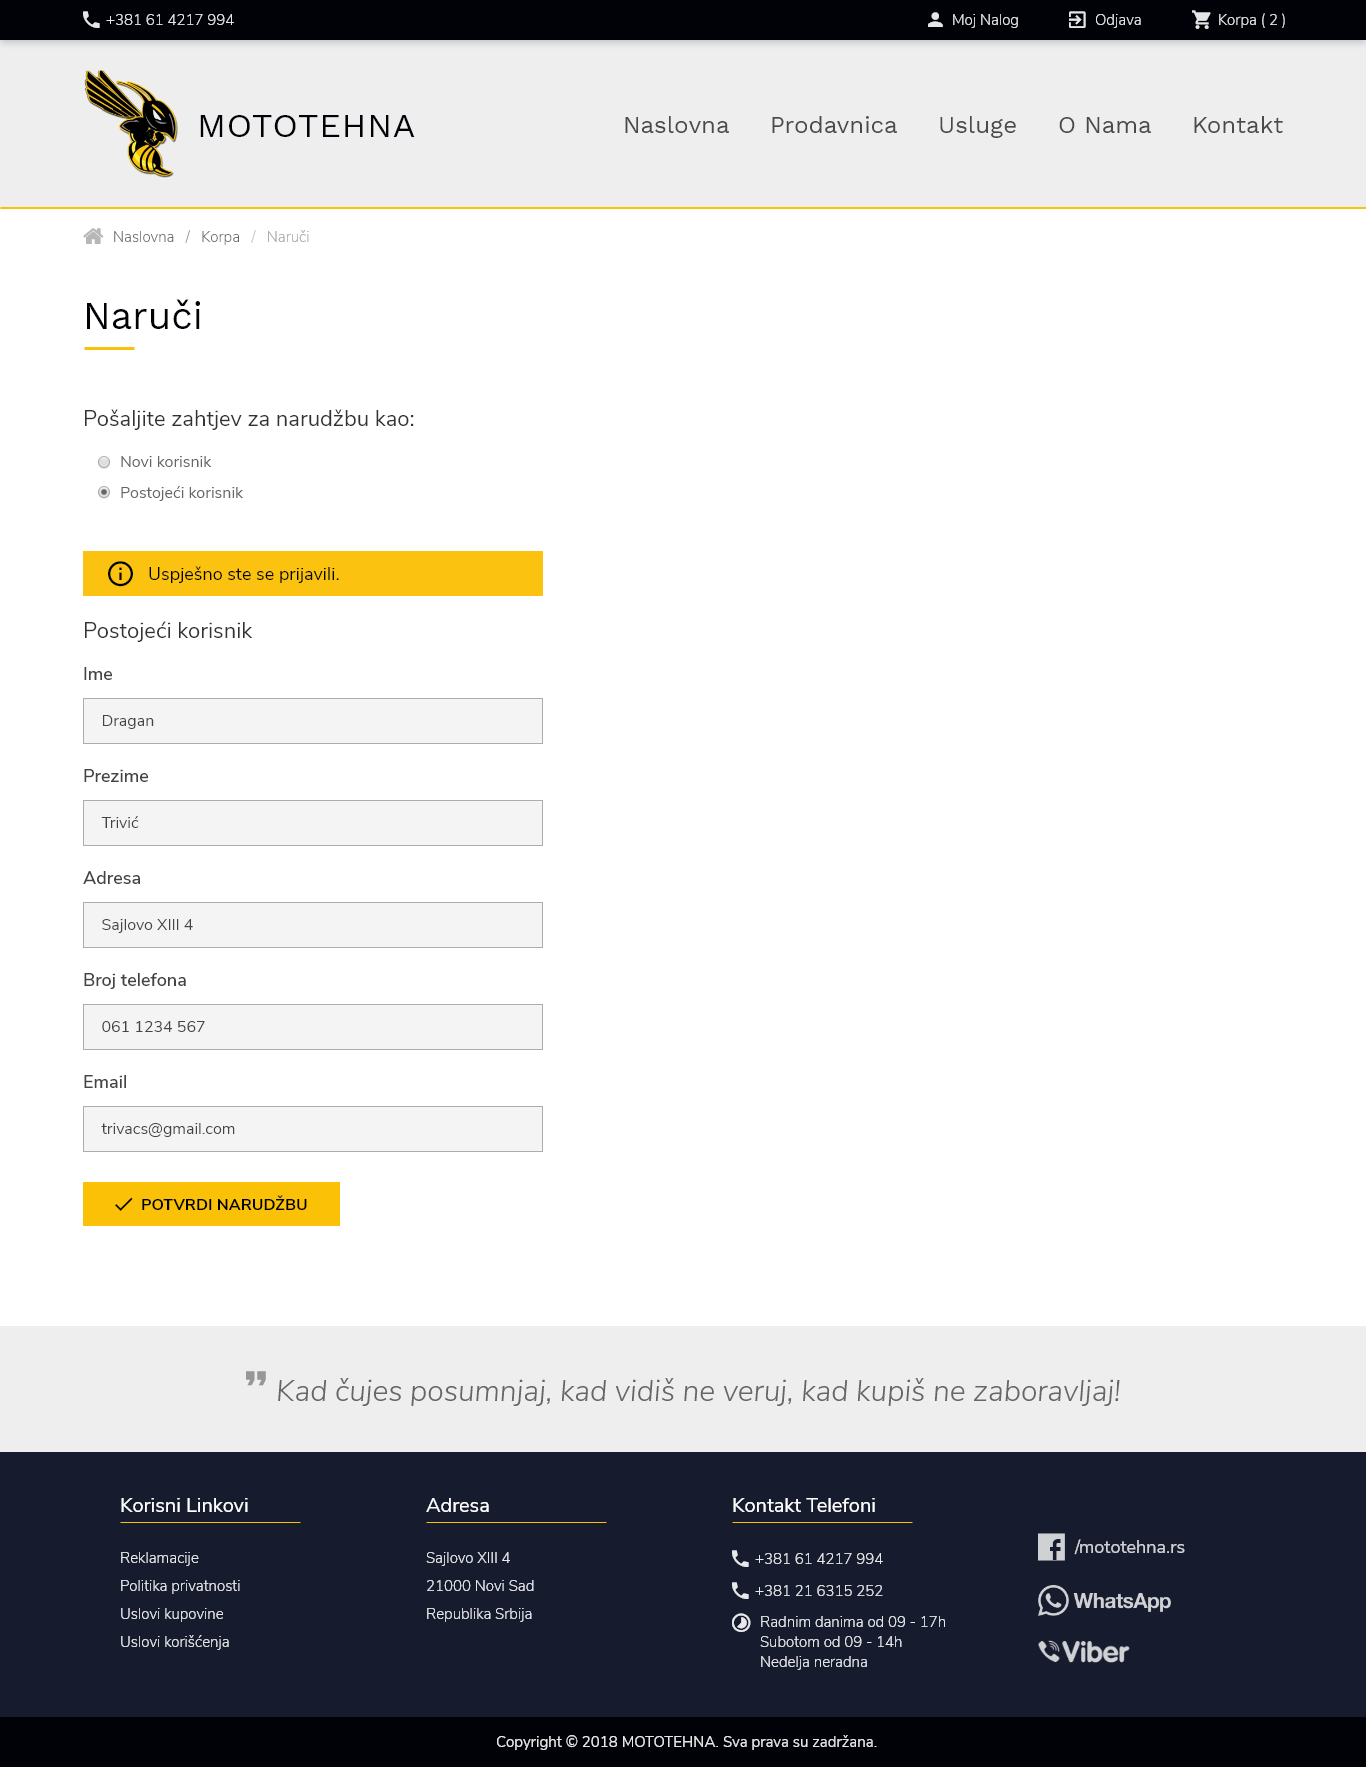 +381 61 4217 994
Moj Nalog
Odjava
Korpa ( 2 )
MOTOTEHNA
Naslovna
Prodavnica
Usluge
O Nama
Kontakt
Naslovna / Korpa / Naruči
Naruči
Pošaljite zahtjev za narudžbu kao:
Novi korisnik
Postojeći korisnik
Uspješno ste se prijavili.
Postojeći korisnik
Ime
Dragan
Prezime
Trivić
Adresa
Sajlovo XIII 4
Broj telefona
061 1234 567
Email
trivacs@gmail.com
POTVRDI NARUDŽBU
" Kad čujes posumnjaj, kad vidiš ne veruj, kad kupiš ne zaboravljaj!
Korisni Linkovi
Reklamacije
Politika privatnosti
Uslovi kupovine
Uslovi korišćenja
Adresa
Sajlovo XIII 4
21000 Novi Sad
Republika Srbija
Kontakt Telefoni
+381 61 4217 994
+381 21 6315 252
Radnim danima od 09 - 17h
Subotom od 09 - 14h
Nedelja neradna
/mototehna.rs
WhatsApp
Viber
Copyright © 2018 MOTOTEHNA. Sva prava su zadržana.